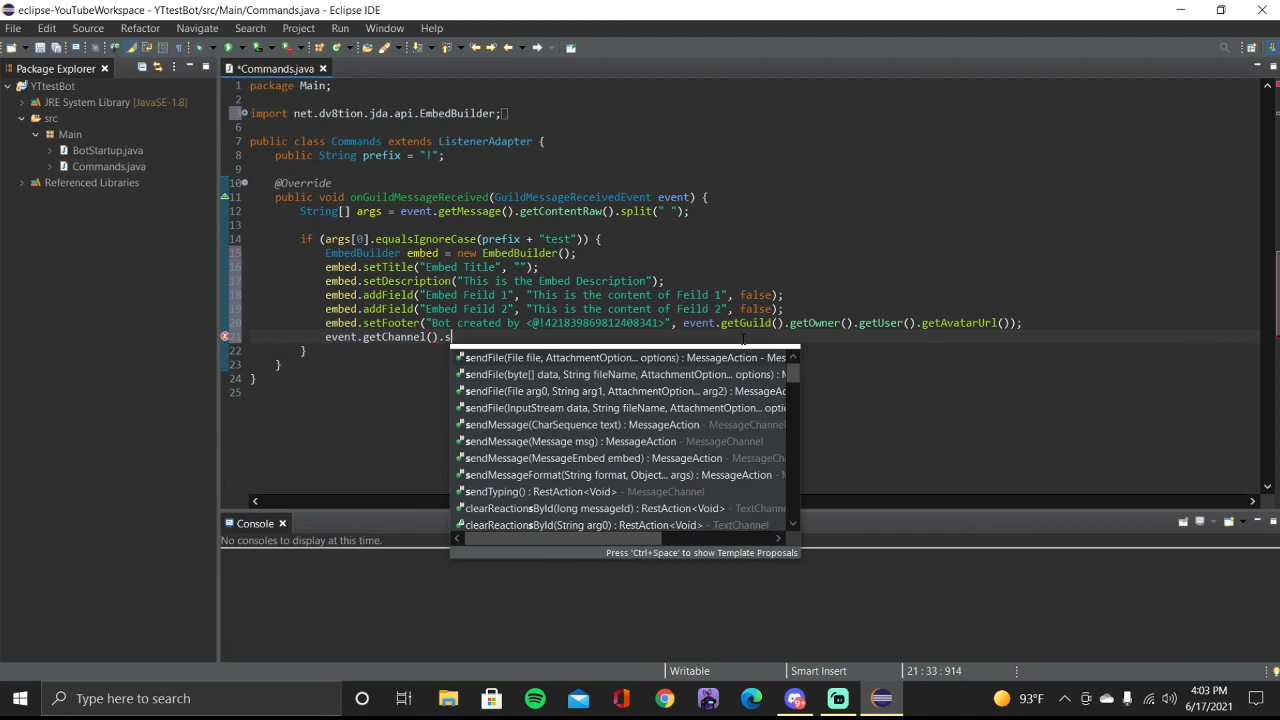 eclipse-YouTubeWorkspace - YTtestBot/src/Main/Commands.java - Eclipse IDE
File Edit Source Refactor Navigate Search Project Run Window Help
Package Explorer
*Commands.java
YTtestBot
JRE System Library [JavaSE-1.8]
src
Main
BotStartup.java
Commands.java
Referenced Libraries
1 package Main;
2
3 import net.dv8tion.jda.api.EmbedBuilder;
6
7 public class Commands extends ListenerAdapter {
8 public String prefix = "!";
9
10 @Override
11 public void onGuildMessageReceived(GuildMessageReceivedEvent event) {
12 String[] args = event.getMessage().getContentRaw().split(" ");
13
14 if (args[0].equalsIgnoreCase(prefix + "test")) {
15 EmbedBuilder embed = new EmbedBuilder();
16 embed.setTitle("Embed Title", "");
17 embed.setDescription("This is the Embed Description");
18 embed.addField("Embed Feild 1", "This is the content of Feild 1", false);
19 embed.addField("Embed Feild 2", "This is the content of Feild 2", false);
20 embed.setFooter("Bot created by <@!421839869812408341>", event.getGuild().getOwner().getUser().getAvatarUrl());
21 event.getChannel().s
22 }
23 }
24 }
25
sendFile(File file, AttachmentOption... options) : MessageAction - Mes
sendFile(byte[] data, String fileName, AttachmentOption... options) : M
sendFile(File arg0, String arg1, AttachmentOption... arg2) : MessageAc
sendFile(InputStream data, String fileName, AttachmentOption... optio
sendMessage(CharSequence text) : MessageAction - MessageChannel
sendMessage(Message msg) : MessageAction - MessageChannel
sendMessage(MessageEmbed embed) : MessageAction - MessageCh
sendMessageFormat(String format, Object... args) : MessageAction - M
sendTyping() : RestAction<Void> - MessageChannel
clearReactionsById(long messageId) : RestAction<Void> - TextChanne
clearReactionsById(String arg0) : RestAction<Void> - TextChannel
Press 'Ctrl+Space' to show Template Proposals
Console
No consoles to display at this time.
Writable Smart Insert 21 : 33 : 914
Type here to search
9+
93°F
4:03 PM
6/17/2021